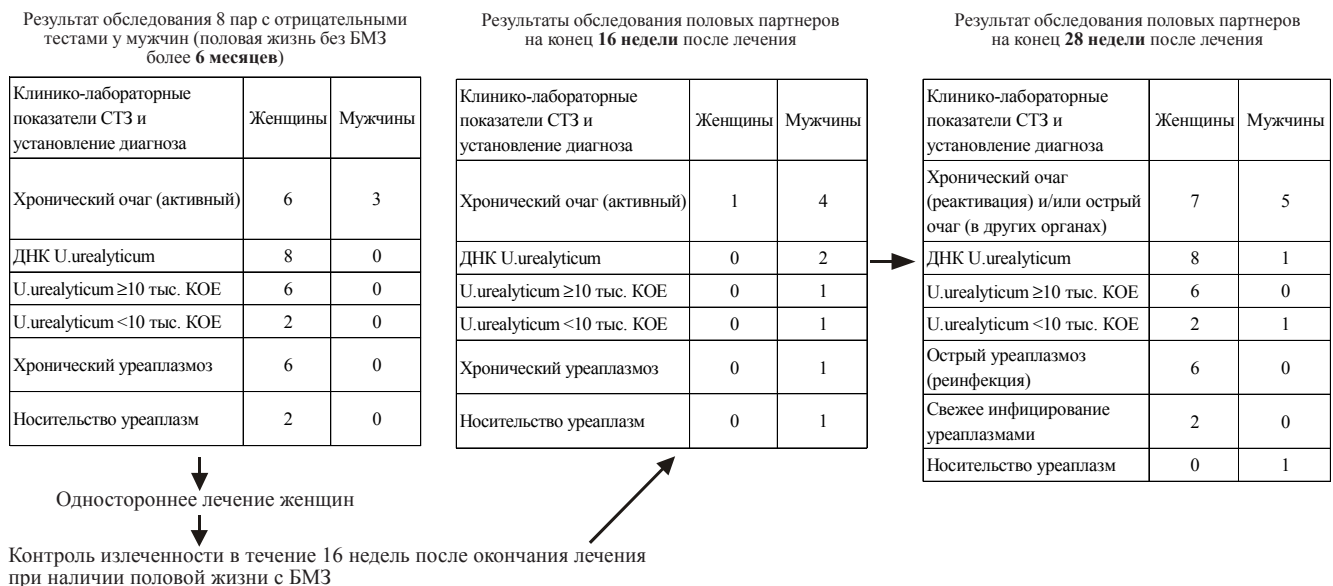 Результат обследования 8 пар с отрицательными
тестами у мужчин (половая жизнь без БМЗ
более 6 месяцев)
Клинико-лабораторные
показатели СТЗ и
установление диагноза
Женщины Мужчины
Хронический очаг (активный) 6 3
ДНК U.urealyticum 8 0
U.urealyticum ≥10 тыс. КОЕ 6 0
U.urealyticum <10 тыс. КОЕ 2 0
Хронический уреаплазмоз 6 0
Носительство уреаплазм 2 0
Одностороннее лечение женщин
Контроль излеченности в течение 16 недель после окончания лечения
при наличии половой жизни с БМЗ
Результаты обследования половых партнеров
на конец 16 недели после лечения
Клинико-лабораторные
показатели СТЗ и
установление диагноза
Женщины Мужчины
Хронический очаг (активный) 1 4
ДНК U.urealyticum 0 2
U.urealyticum ≥10 тыс. КОЕ 0 1
U.urealyticum <10 тыс. КОЕ 0 1
Хронический уреаплазмоз 0 1
Носительство уреаплазм 0 1
Результат обследования половых партнеров
на конец 28 недели после лечения
Клинико-лабораторные
показатели СТЗ и
установление диагноза
Женщины Мужчины
Хронический очаг
(реактивация) и/или острый
очаг (в других органах)
7 5
ДНК U.urealyticum 8 1
U.urealyticum ≥10 тыс. КОЕ 6 0
U.urealyticum <10 тыс. КОЕ 2 1
Острый уреаплазмоз
(реинфекция)
6 0
Свежее инфицирование
уреаплазмами
2 0
Носительство уреаплазм 0 1